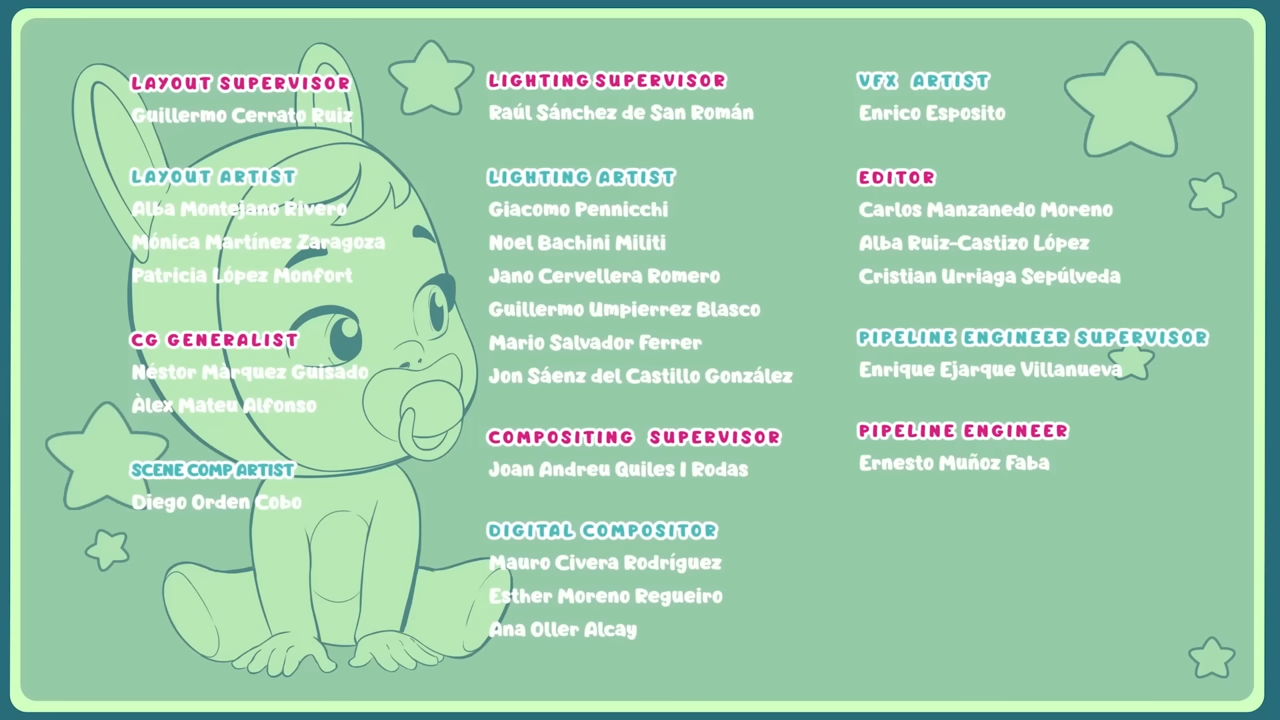 LAYOUT SUPERVISOR
Guillermo Cerrato Ruiz
LAYOUT ARTIST
Alba Montejano Rivero
Mónica Martínez Zaragoza
Patricia López Monfort
CG GENERALIST
Néstor Màrquez Guisado
Àlex Mateu Alfonso
SCENE COMP ARTIST
Diego Orden Cobo
LIGHTING SUPERVISOR
Raúl Sánchez de San Román
LIGHTING ARTIST
Giacomo Pennicchi
Noel Bachini Militi
Jano Cervellera Romero
Guillermo Umpierrez Blasco
Mario Salvador Ferrer
Jon Sáenz del Castillo González
COMPOSITING SUPERVISOR
Joan Andreu Quiles I Rodas
DIGITAL COMPOSITOR
Mauro Civera Rodríguez
Esther Moreno Regueiro
Ana Oller Alcay
VFX ARTIST
Enrico Esposito
EDITOR
Carlos Manzanedo Moreno
Alba Ruiz-Castizo López
Cristian Urriaga Sepúlveda
PIPELINE ENGINEER SUPERVISOR
Enrique Ejarque Villanueva
PIPELINE ENGINEER
Ernesto Muñoz Faba